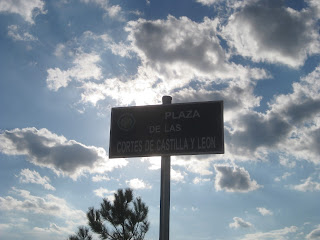 PLAZA
DE LAS
CORTES DE CASTILLA Y LEON